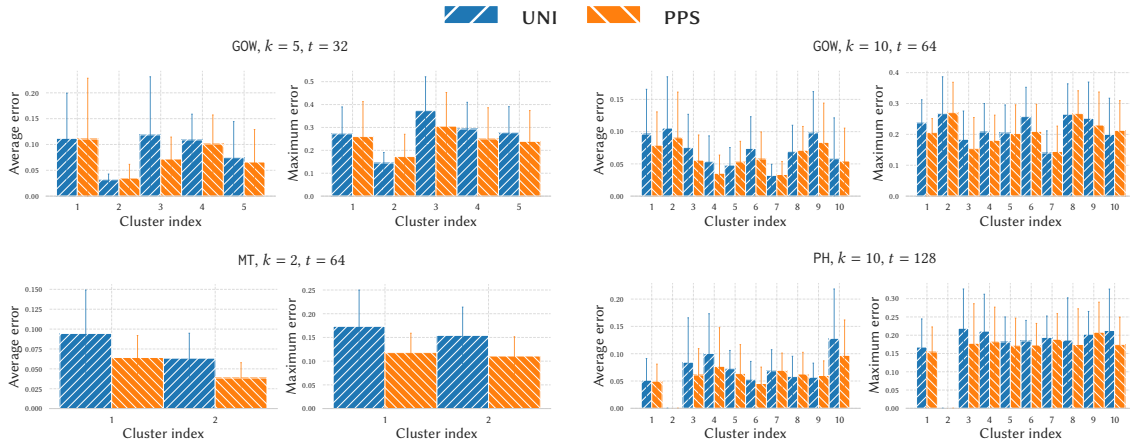 UNI PPS
GOW, k = 5, t = 32
GOW, k = 10, t = 64
Average error
0.20
0.15
0.10
0.05
0.00
1 2 3 4 5
Cluster index
Maximum error
0.5
0.4
0.3
0.2
0.1
0.0
1 2 3 4 5
Cluster index
Average error
0.15
0.10
0.05
0.00
1 2 3 4 5 6 7 8 9 10
Cluster index
Maximum error
0.4
0.3
0.2
0.1
0.0
1 2 3 4 5 6 7 8 9 10
Cluster index
MT, k = 2, t = 64
PH, k = 10, t = 128
Average error
0.150
0.125
0.100
0.075
0.050
0.025
0.000
1 2
Cluster index
Maximum error
0.25
0.20
0.15
0.10
0.05
0.00
1 2
Cluster index
Average error
0.20
0.15
0.10
0.05
0.00
1 2 3 4 5 6 7 8 9 10
Cluster index
Maximum error
0.30
0.25
0.20
0.15
0.10
0.05
0.00
1 2 3 4 5 6 7 8 9 10
Cluster index